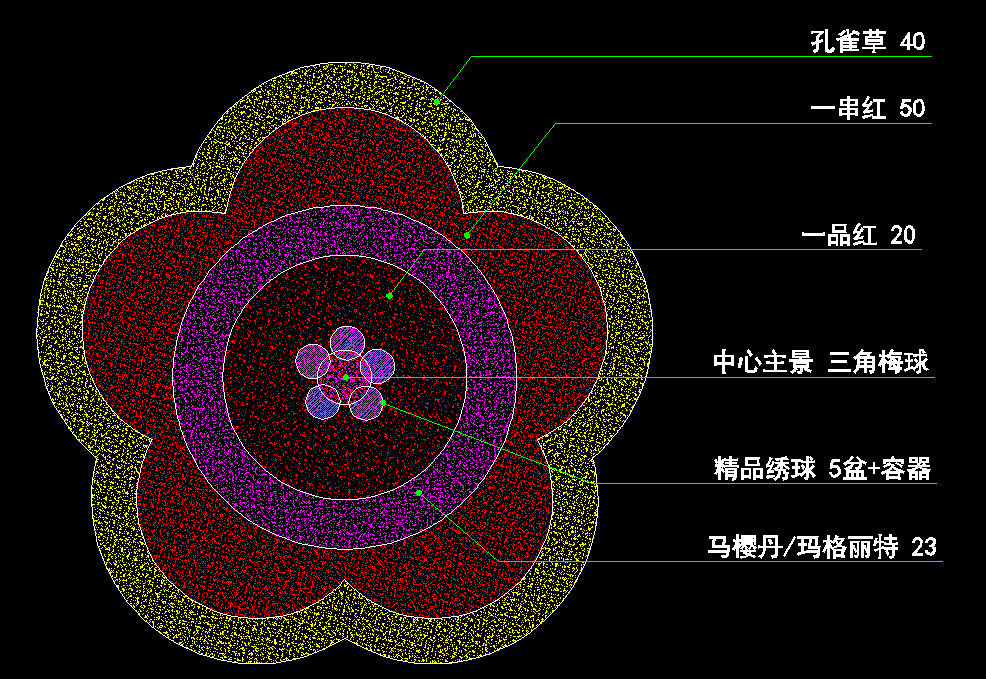 孔雀草 40
一串红 50
一品红 20
中心主景 三角梅球
精品绣球 5盆+容器
马樱丹/玛格丽特 23